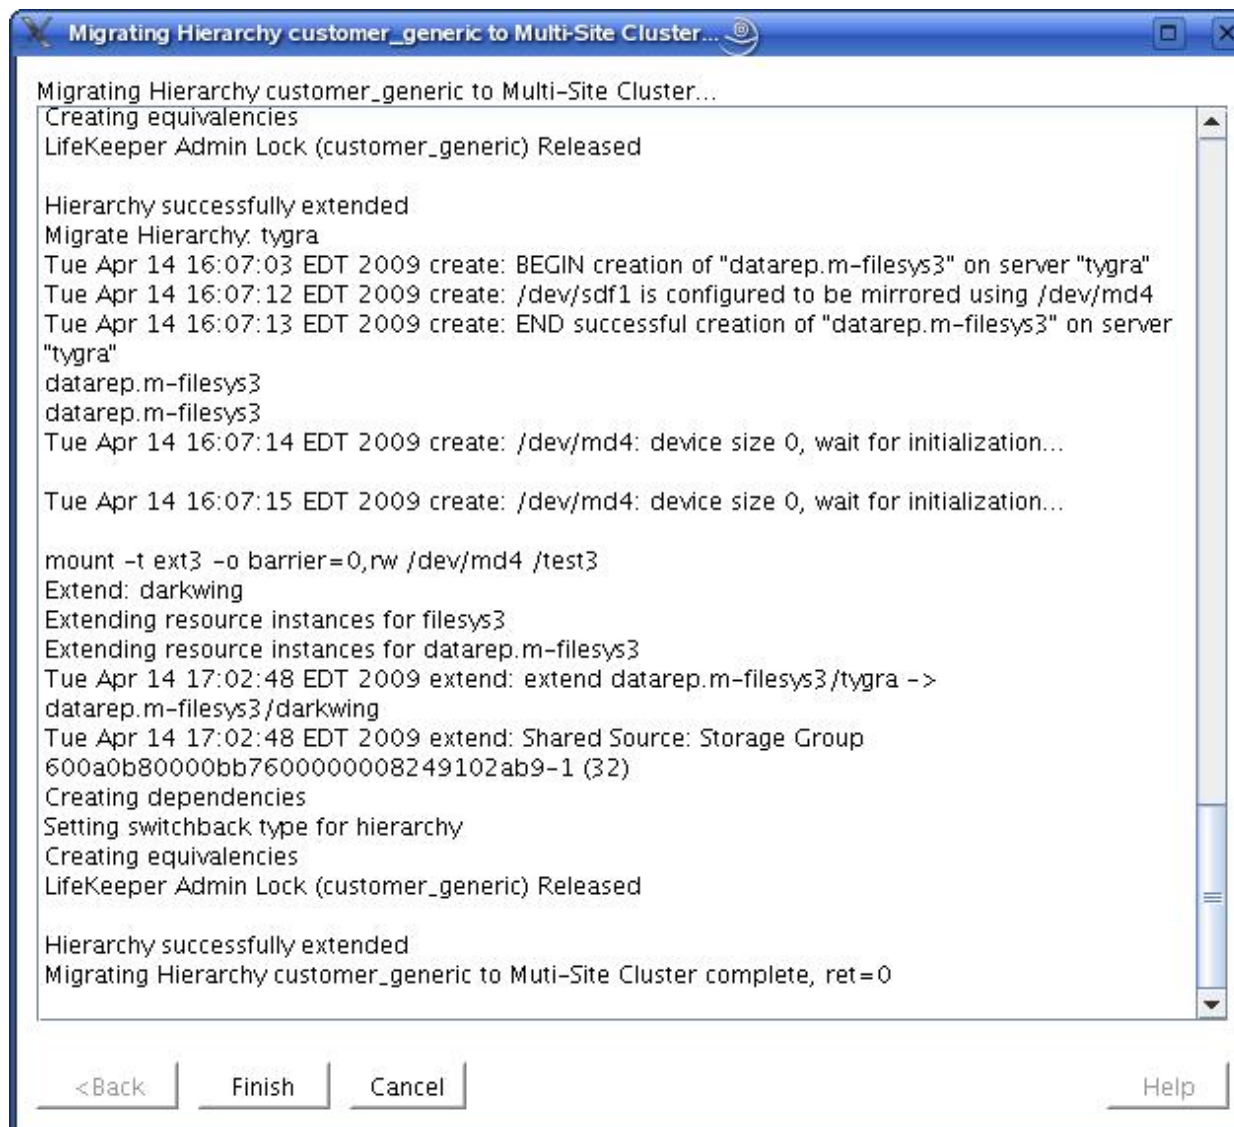 Migrating Hierarchy customer_generic to Multi-Site Cluster...
Migrating Hierarchy customer_generic to Multi-Site Cluster...
Creating equivalencies
LifeKeeper Admin Lock (customer_generic) Released
Hierarchy successfully extended
Migrate Hierarchy: tygra
Tue Apr 14 16:07:03 EDT 2009 create: BEGIN creation of "datarep.m-filesys3" on server "tygra"
Tue Apr 14 16:07:12 EDT 2009 create: /dev/sdf1 is configured to be mirrored using /dev/md4
Tue Apr 14 16:07:13 EDT 2009 create: END successful creation of "datarep.m-filesys3" on server
"tygra"
datarep.m-filesys3
datarep.m-filesys3
Tue Apr 14 16:07:14 EDT 2009 create: /dev/md4: device size 0, wait for initialization...
Tue Apr 14 16:07:15 EDT 2009 create: /dev/md4: device size 0, wait for initialization...
mount -t ext3 -o barrier=0,rw /dev/md4 /test3
Extend: darkwing
Extending resource instances for filesys3
Extending resource instances for datarep.m-filesys3
Tue Apr 14 17:02:48 EDT 2009 extend: extend datarep.m-filesys3/tygra ->
datarep.m-filesys3/darkwing
Tue Apr 14 17:02:48 EDT 2009 extend: Shared Source: Storage Group
600a0b80000bb7600000008249102ab9-1 (32)
Creating dependencies
Setting switchback type for hierarchy
Creating equivalencies
LifeKeeper Admin Lock (customer_generic) Released
Hierarchy successfully extended
Migrating Hierarchy customer_generic to Muti-Site Cluster complete, ret=0
<Back Finish Cancel Help